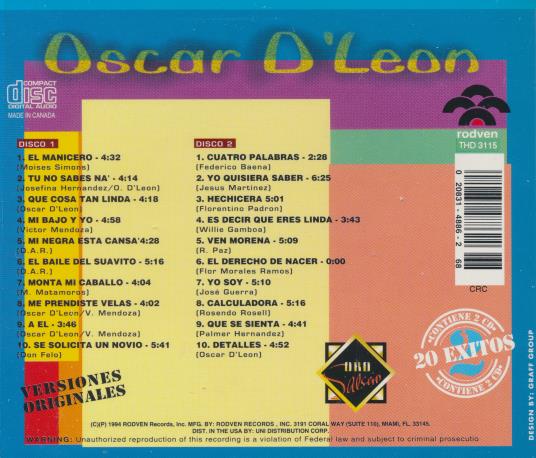 Oscar D'Leon
COMPACT
disc
DIGITAL AUDIO
MADE IN CANADA
rodven
THD 3115
DISCO 1
1. EL MANICERO - 4:32
(Moises Simons)
2. TU NO SABES NA' - 4:14
(Josefina Hernandez/O. D'Leon)
3. QUE COSA TAN LINDA - 4:18
(Oscar D'Leon)
4. MI BAJO Y YO - 4:58
(Victor Mendoza)
5. MI NEGRA ESTA CANSA'4:28
(D.A.R.)
6. EL BAILE DEL SUAVITO - 5:16
(D.A.R.)
7. MONTA MI CABALLO - 4:04
(M. Matamoros)
8. ME PRENDISTE VELAS - 4:02
(Oscar D'Leon/V. Mendoza)
9. A EL - 3:46
(Oscar D'Leon/V. Mendoza)
10. SE SOLICITA UN NOVIO - 5:41
(Don Felo)
DISCO 2
1. CUATRO PALABRAS - 2:28
(Federico Baena)
2. YO QUISIERA SABER - 6:25
(Jesus Martinez)
3. HECHICERA 5:01
(Florentino Padron)
4. ES DECIR QUE ERES LINDA - 3:43
(Willie Gamboa)
5. VEN MORENA - 5:09
(R. Paz)
6. EL DERECHO DE NACER - 0:00
(Flor Morales Ramos)
7. YO SOY - 5:10
(José Guerra)
8. CALCULADORA - 5:16
(Rosendo Rosell)
9. QUE SE SIENTA - 4:41
(Palmer Hernandez)
10. DETALLES - 4:52
(Oscar D'Leon)
0 20831-4886-2 68
CRC
VERSIONES
ORIGINALES
ORO
Salsero
CONTIENE 2 CD'
2
20 EXITOS
CONTIENE 2 CD'
DESIGN BY: GRAFF GROUP
(C)(P) 1994 RODVEN Records, Inc. MFG. BY: RODVEN RECORDS , INC. 3191 CORAL WAY (SUITE 110), MIAMI, FL. 33145.
DIST. IN THE USA BY: UNI DISTRIBUTION CORP.
WARNING: Unauthorized reproduction of this recording is a violation of Federal law and subject to criminal prosecutio